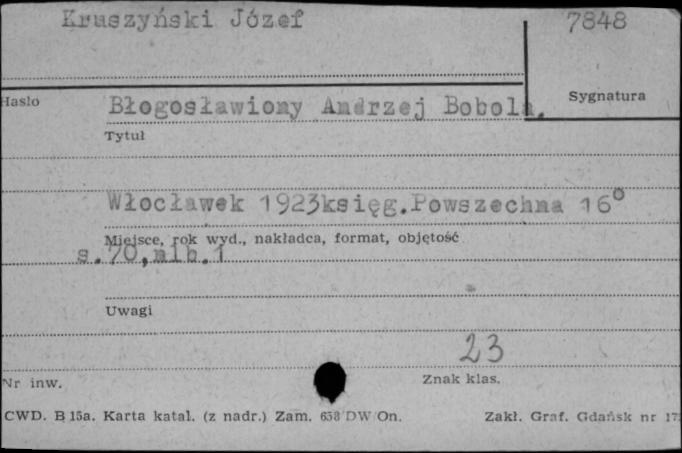 Kruszyński Józef
7848
Hasło
Sygnatura
Błogosławiony Andrzej Bobola.
Tytuł
Włocławek 1923księg.Powszechna 16°
Miejsce, rok wyd., nakładca, format, objętość
s.70,nlb.1
Uwagi
23
Nr inw.
Znak klas.
CWD. B 15a. Karta katal. (z nadr.) Zam. 658 DW/On.
Zakł. Graf. Gdańsk nr 17